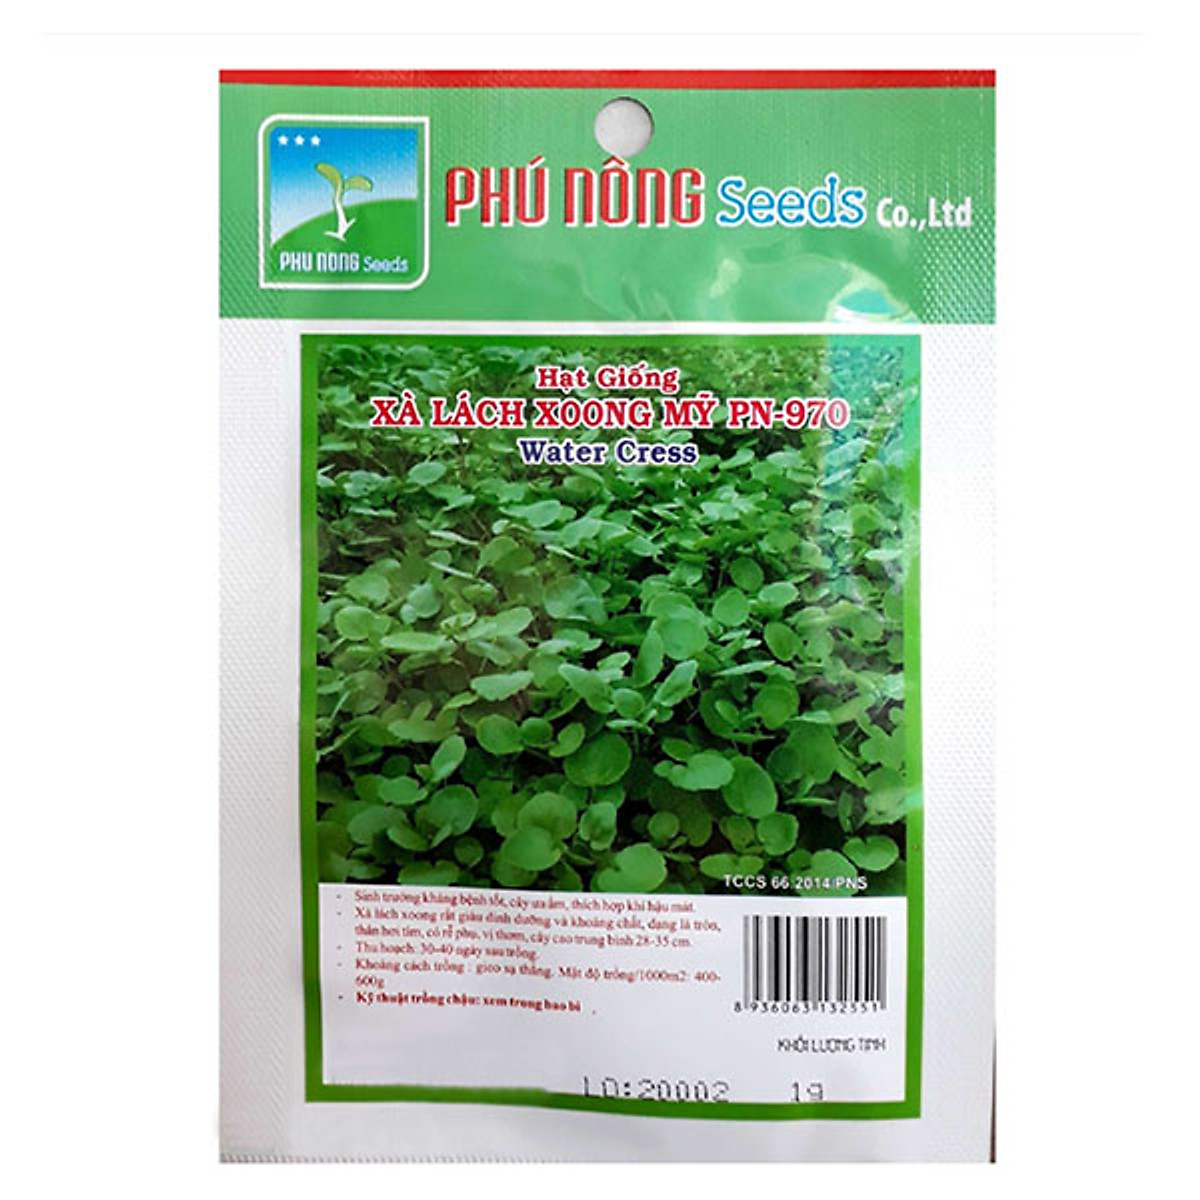 PHÚ NÔNG Seeds Co.,Ltd
PHU NONG Seeds
Hạt Giống
XÀ LÁCH XOONG MỸ PN-970
Water Cress
TCCS 66:2014/PNS
- Sinh trưởng kháng bệnh tốt, cây ưa ẩm, thích hợp khí hậu mát.
- Xà lách xoong rất giàu dinh dưỡng và khoáng chất, dạng lá tròn,
thân hơi tím, có rễ phụ, vị thơm, cây cao trung bình 28-35 cm.
- Thu hoạch: 30-40 ngày sau trồng.
- Khoảng cách trồng : gieo sạ thẳng. Mật độ trồng/1000m2: 400-
600g
- Kỹ thuật trồng chậu: xem trong bao bì
8 936063 132551
KHỐI LƯỢNG TỊNH
LO:20002 1g